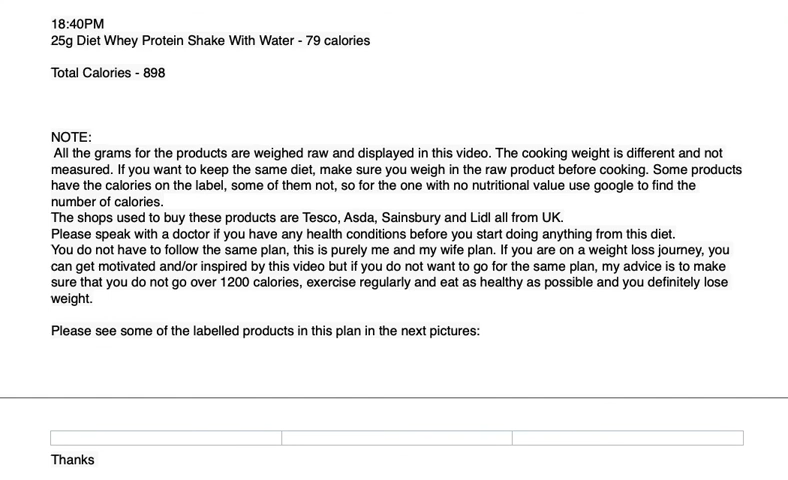 18:40PM
25g Diet Whey Protein Shake With Water - 79 calories
Total Calories - 898
NOTE:
All the grams for the products are weighed raw and displayed in this video. The cooking weight is different and not
measured. If you want to keep the same diet, make sure you weigh in the raw product before cooking. Some products
have the calories on the label, some of them not, so for the one with no nutritional value use google to find the
number of calories.
The shops used to buy these products are Tesco, Asda, Sainsbury and Lidl all from UK.
Please speak with a doctor if you have any health conditions before you start doing anything from this diet.
You do not have to follow the same plan, this is purely me and my wife plan. If you are on a weight loss journey, you
can get motivated and/or inspired by this video but if you do not want to go for the same plan, my advice is to make
sure that you do not go over 1200 calories, exercise regularly and eat as healthy as possible and you definitely lose
weight.
Please see some of the labelled products in this plan in the next pictures:
Thanks